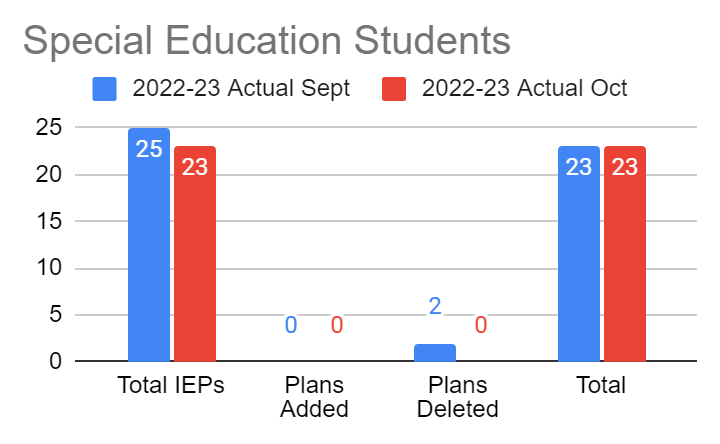 Special Education Students
2022-23 Actual Sept 2022-23 Actual Oct
25
20
15
10
5
0
25
23
0
0
2
0
23
23
Total IEPs
Plans
Added
Plans
Deleted
Total